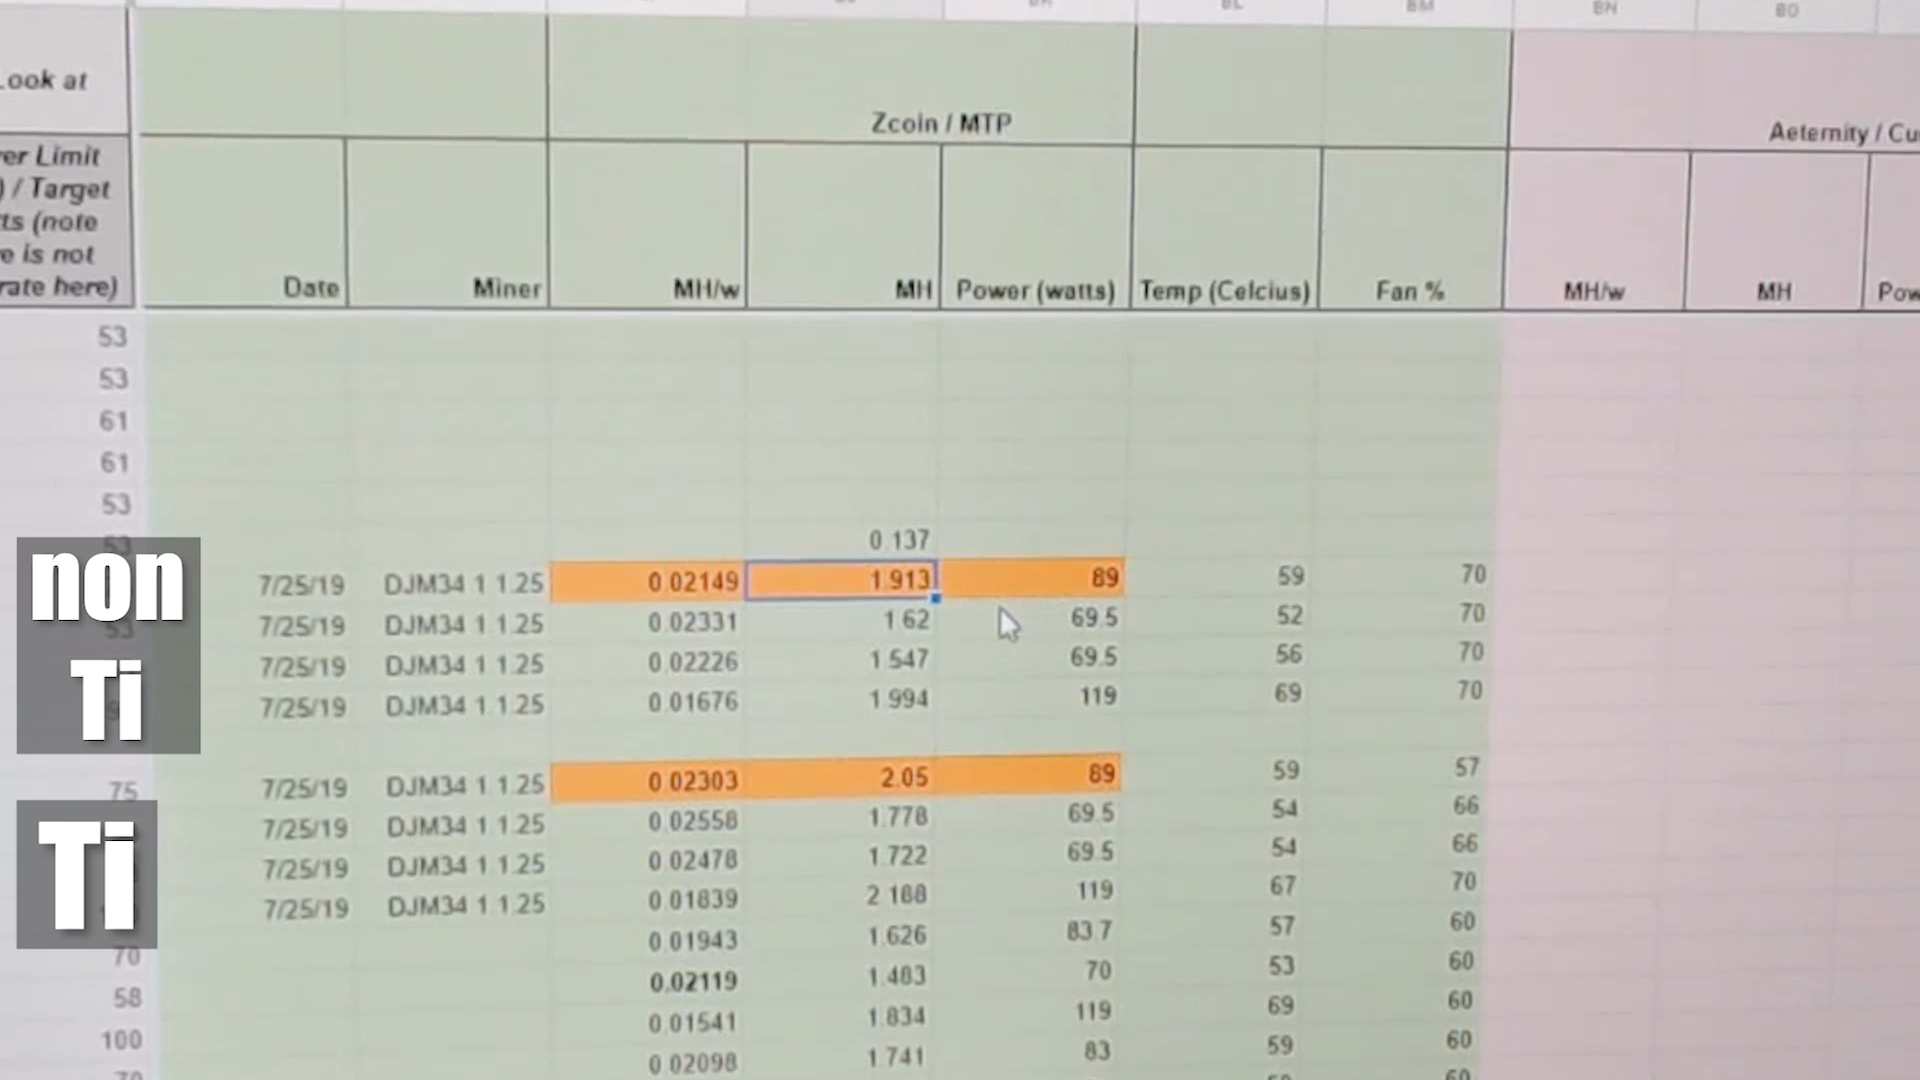 BL BM BN BO
Look at
Zcoin / MTP
Aeternity / Cu
er Limit
) / Target
ts (note
e is not
rate here)
Date Miner MH/w MH Power (watts) Temp (Celcius) Fan % MH/w MH Pow
53
53
61
61
53
53 0.137
7/25/19 DJM34 1.1.25 0.02149 1.913 89 59 70
53 7/25/19 DJM34 1.1.25 0.02331 1.62 69.5 52 70
7/25/19 DJM34 1.1.25 0.02226 1.547 69.5 56 70
7/25/19 DJM34 1.1.25 0.01676 1.994 119 69 70
non
Ti
75 7/25/19 DJM34 1.1.25 0.02303 2.05 89 59 57
7/25/19 DJM34 1.1.25 0.02558 1.778 69.5 54 66
7/25/19 DJM34 1.1.25 0.02478 1.722 69.5 54 66
7/25/19 DJM34 1.1.25 0.01839 2.188 119 67 70
Ti
0.01943 1.626 83.7 57 60
70 0.02119 1.483 70 53 60
58 0.01541 1.834 119 69 60
100 0.02098 1.741 83 59 60
70 60